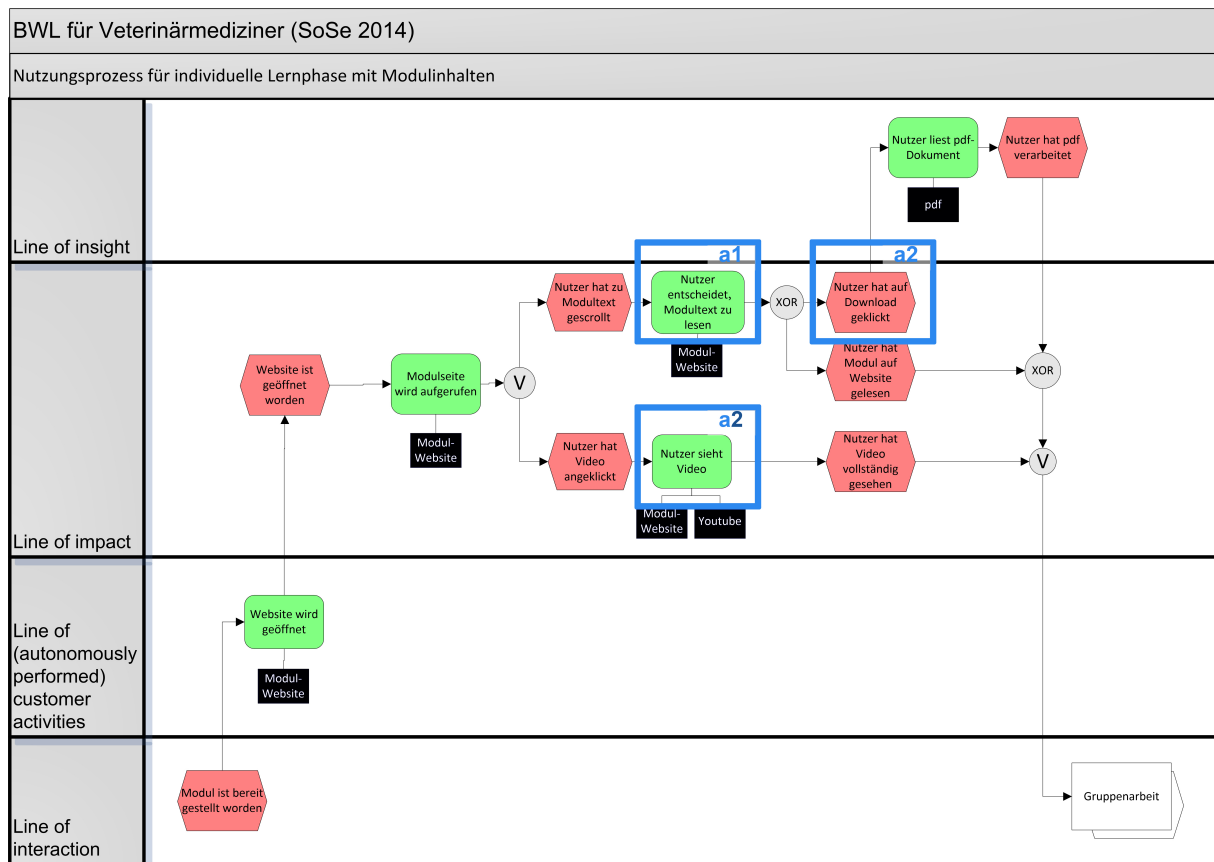 BWL für Veterinärmediziner (SoSe 2014)
Nutzungsprozess für individuelle Lernphase mit Modulinhalten
Nutzer liest pdf-
Dokument
Nutzer hat pdf
verarbeitet
pdf
Line of insight
a1
a2
Nutzer hat zu
Modultext
gescrollt
Nutzer
entscheidet,
Modultext zu
lesen
XOR
Nutzer hat auf
Download
geklickt
Modul-
Website
Nutzer hat
Modul auf
Website
gelesen
XOR
Website ist
geöffnet
worden
Modulseite
wird aufgerufen
V
Modul-
Website
a2
Nutzer hat
Video
angeklickt
Nutzer sieht
Video
Nutzer hat
Video
vollständig
gesehen
V
Modul-
Website
Youtube
Line of impact
Website wird
geöffnet
Modul-
Website
Line of
(autonomously
performed)
customer
activities
Modul ist bereit
gestellt worden
Gruppenarbeit
Line of
interaction